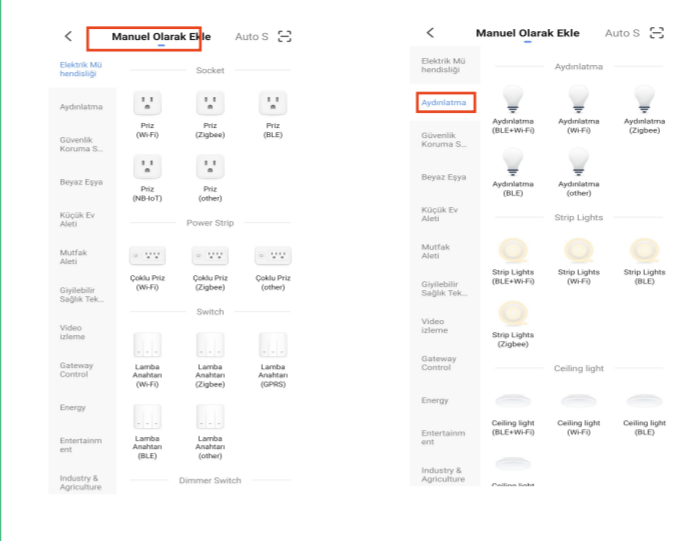 Manuel Olarak Ekle Auto S
Elektrik Mü
hendisliği
Aydınlatma
Güvenlik
Koruma S...
Beyaz Eşya
Küçük Ev
Aleti
Mutfak
Aleti
Giyilebilir
Sağlık Tek...
Video
izleme
Gateway
Control
Energy
Entertainm
ent
Industry &
Agriculture
Socket
Priz Priz Priz
(Wi-Fi) (Zigbee) (BLE)
Priz Priz
(NB-IoT) (other)
Power Strip
Çoklu Priz Çoklu Priz Çoklu Priz
(Wi-Fi) (Zigbee) (other)
Switch
Lamba Lamba Lamba
Anahtarı Anahtarı Anahtarı
(Wi-Fi) (Zigbee) (GPRS)
Lamba Lamba
Anahtarı Anahtarı
(BLE) (other)
Dimmer Switch
Manuel Olarak Ekle Auto S
Elektrik Mü
hendisliği
Aydınlatma
Güvenlik
Koruma S...
Beyaz Eşya
Küçük Ev
Aleti
Mutfak
Aleti
Giyilebilir
Sağlık Tek...
Video
izleme
Gateway
Control
Energy
Entertainm
ent
Industry &
Agriculture
Aydınlatma
Aydınlatma Aydınlatma Aydınlatma
(BLE+Wi-Fi) (Wi-Fi) (Zigbee)
Aydınlatma Aydınlatma
(BLE) (other)
Strip Lights
Strip Lights Strip Lights Strip Lights
(BLE+Wi-Fi) (Wi-Fi) (BLE)
Strip Lights
(Zigbee)
Ceiling light
Ceiling light Ceiling light Ceiling light
(BLE+Wi-Fi) (Wi-Fi) (BLE)
Ceiling light